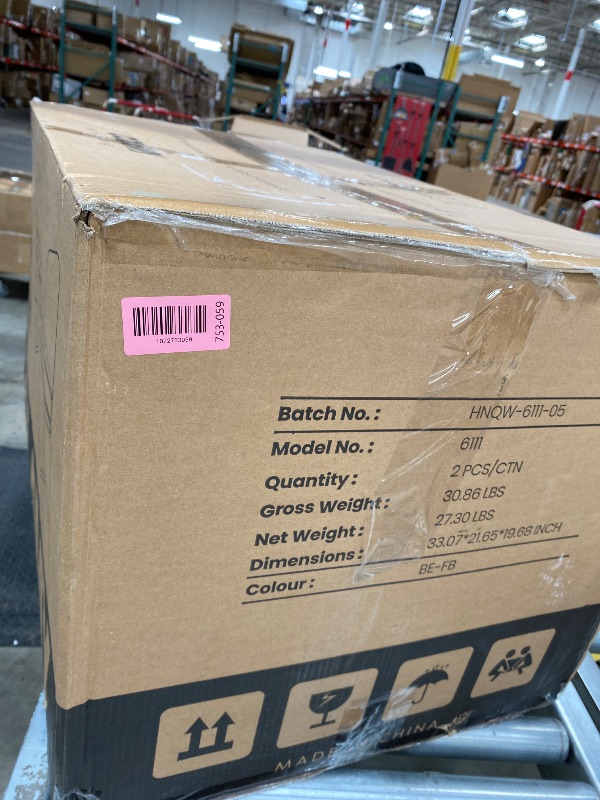 753-059
1072753059
Batch No.: HNQW-6111-05
Model No.: 6111
Quantity: 2 PCS/CTN
Gross Weight: 30.86 LBS
Net Weight: 27.30 LBS
Dimensions: 33.07*21.65*19.68 INCH
Colour: BE-FB
MADE CHINA